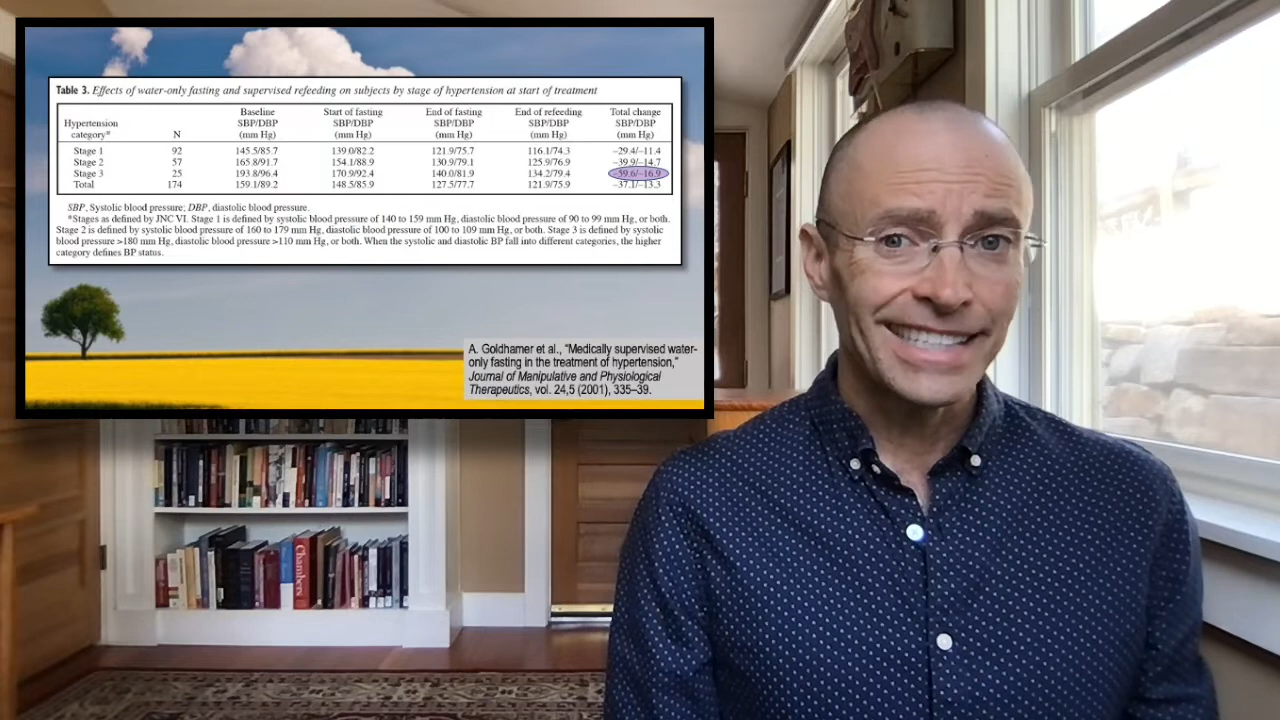 Table 3. Effects of water-only fasting and supervised refeeding on subjects by stage of hypertension at start of treatment
Baseline Start of fasting End of fasting End of refeeding Total change
Hypertension SBP/DBP SBP/DBP SBP/DBP SBP/DBP SBP/DBP
category* N (mm Hg) (mm Hg) (mm Hg) (mm Hg) (mm Hg)
Stage 1 92 145.5/85.7 139.0/82.2 121.9/75.7 116.1/74.3 −29.4/−11.4
Stage 2 57 165.8/91.7 154.1/88.9 130.9/79.1 125.9/76.9 −39.9/−14.7
Stage 3 25 193.8/96.4 170.9/92.4 140.0/81.9 134.2/79.4 −59.6/−16.9
Total 174 159.1/89.2 148.5/85.9 127.5/77.7 121.9/75.9 −37.1/−13.3
SBP, Systolic blood pressure; DBP, diastolic blood pressure.
*Stages as defined by JNC VI. Stage 1 is defined by systolic blood pressure of 140 to 159 mm Hg, diastolic blood pressure of 90 to 99 mm Hg, or both.
Stage 2 is defined by systolic blood pressure of 160 to 179 mm Hg, diastolic blood pressure of 100 to 109 mm Hg, or both. Stage 3 is defined by systolic
blood pressure >180 mm Hg, diastolic blood pressure >110 mm Hg, or both. When the systolic and diastolic BP fall into different categories, the higher
category defines BP status.
A. Goldhamer et al., “Medically supervised water-
only fasting in the treatment of hypertension,”
Journal of Manipulative and Physiological
Therapeutics, vol. 24,5 (2001), 335–39.
Chambers